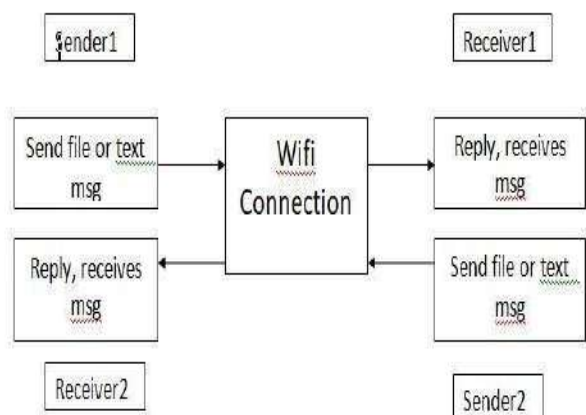 Sender1
Receiver1
Send file or text
msg
Wifi
Connection
Reply, receives
msg
Reply, receives
msg
Send file or text
msg
Receiver2
Sender2